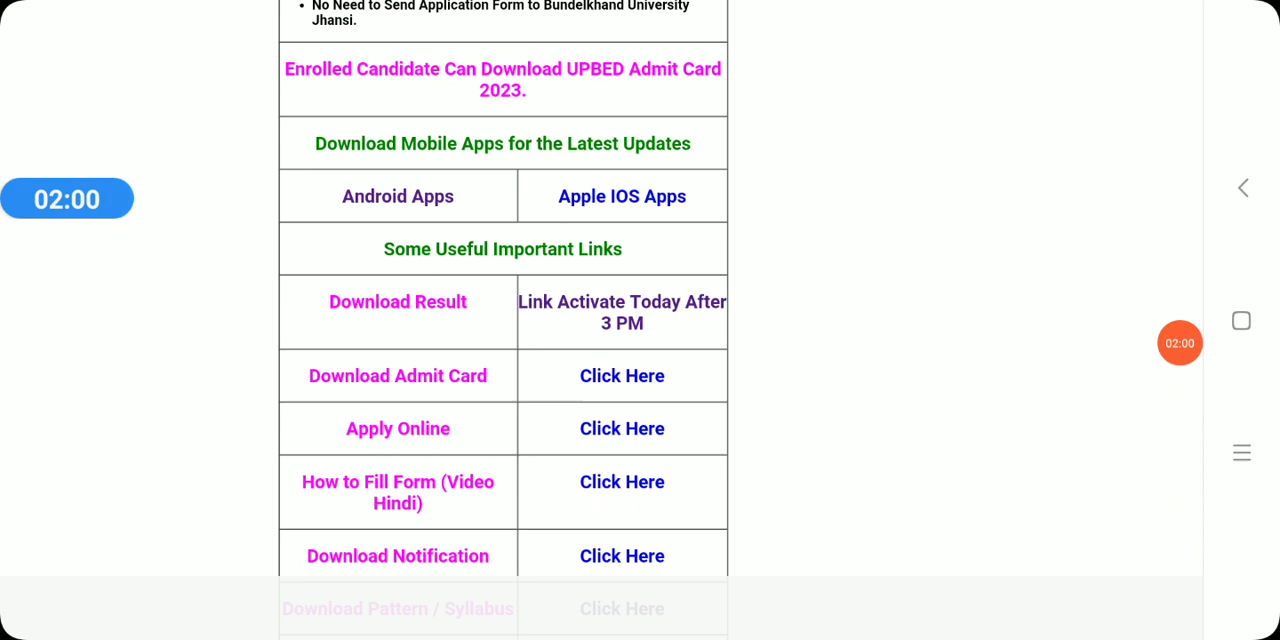 No Need to Send Application Form to Bundelkhand University
Jhansi.
Enrolled Candidate Can Download UPBED Admit Card
2023.
Download Mobile Apps for the Latest Updates
02:00
Android Apps
Apple IOS Apps
Some Useful Important Links
Download Result
Link Activate Today After
3 PM
02:00
Download Admit Card
Click Here
Apply Online
Click Here
How to Fill Form (Video
Hindi)
Click Here
Download Notification
Click Here
Download Pattern / Syllabus
Click Here